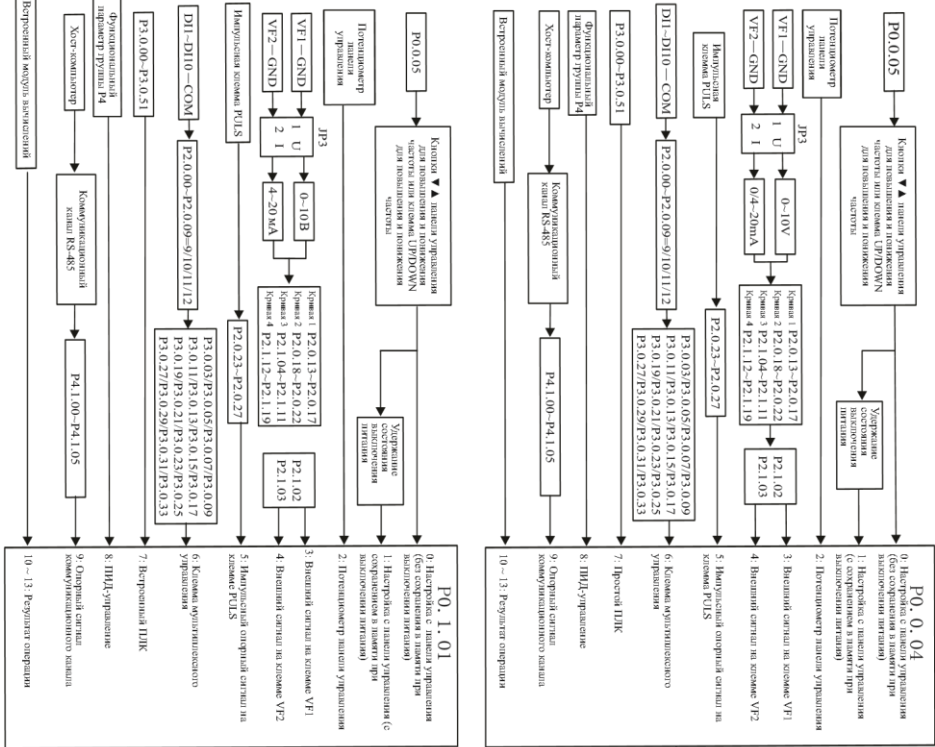 P0.0.05
Кнопки ▼▲ панели управления
частоты или клемма UP/DOWN
для повышения и понижения
частоты
Удержание
состояния
выключения
питания
P0.0.04
0: Настройка с панели управления
(без сохранения в памяти при
выключении питания)
1: Настройка с панели управления
(с сохранением в памяти при
выключении питания)
Потенциометр
панели
управления
2: Потенциометр панели управления
VF1—GND
VF2—GND
JP3
1 U
2 I
0~10V
0/4~20mA
Кривая 1 P2.0.13~P2.0.17
Кривая 2 P2.0.18~P2.0.22
Кривая 3 P2.1.04~P2.1.11
Кривая 4 P2.1.12~P2.1.19
P2.1.02
P2.1.03
3: Внешний сигнал на клемме VF1
4: Внешний сигнал на клемме VF2
Импульсная
клемма PULS
P2.0.23~P2.0.27
5: Импульсный опорный сигнал на
клемма PULS
DI1~DI10—COM
P2.0.00~P2.0.09=9/10/11/12
P3.0.03/P3.0.05/P3.0.07/P3.0.09
P3.0.11/P3.0.13/P3.0.15/P3.0.17
P3.0.19/P3.0.21/P3.0.23/P3.0.25
P3.0.27/P3.0.29/P3.0.31/P3.0.33
6: Клемма мультиплексного
управления
P3.0.00~P3.0.51
7: Простой ПЛК
Функциональный
параметр группы P4
8: ПИД-управление
Хост-компьютер
Коммуникационный
канал RS-485
P4.1.00~P4.1.05
9: Опорный сигнал
коммуникационного канала
Встроенный модуль вычислений
10~13: Результат операции
P0.0.05
Кнопки ▼▲ панели управления
для повышения и понижения
частоты или клемма UP/DOWN
для повышения и понижения
частоты
Удержание
состояния
выключения
питания
P0.1.01
0: Настройка с панели управления
(без сохранения в памяти при
выключении питания)
1: Настройка с панели управления (с
сохранением в памяти при
выключении питания)
Потенциометр
панели
управления
2: Потенциометр панели управления
VF1—GND
VF2—GND
JP3
1 U
2 I
0~10В
4~20 мА
Кривая 1 P2.0.13~P2.0.17
Кривая 2 P2.0.18~P2.0.22
Кривая 3 P2.1.04~P2.1.11
Кривая 4 P2.1.12~P2.1.19
P2.1.02
P2.1.03
3: Внешний сигнал на клемме VF1
4: Внешний сигнал на клемме VF2
Импульсная клемма PULS
P2.0.23~P2.0.27
5: Импульсный опорный сигнал на
клемме PULS
DI1~DI10—COM
P2.0.00~P2.0.09=9/10/11/12
P3.0.03/P3.0.05/P3.0.07/P3.0.09
P3.0.11/P3.0.13/P3.0.15/P3.0.17
P3.0.19/P3.0.21/P3.0.23/P3.0.25
P3.0.27/P3.0.29/P3.0.31/P3.0.33
6: Клемма мультиплексного
управления
P3.0.00~P3.0.51
7: Встроенный ПЛК
Функциональный
параметр группы P4
8: ПИД-управление
Хост-компьютер
Коммуникационный
канал RS-485
P4.1.00~P4.1.05
9: Опорный сигнал
коммуникационного канала
Встроенный модуль вычислений
10~13: Результат операции